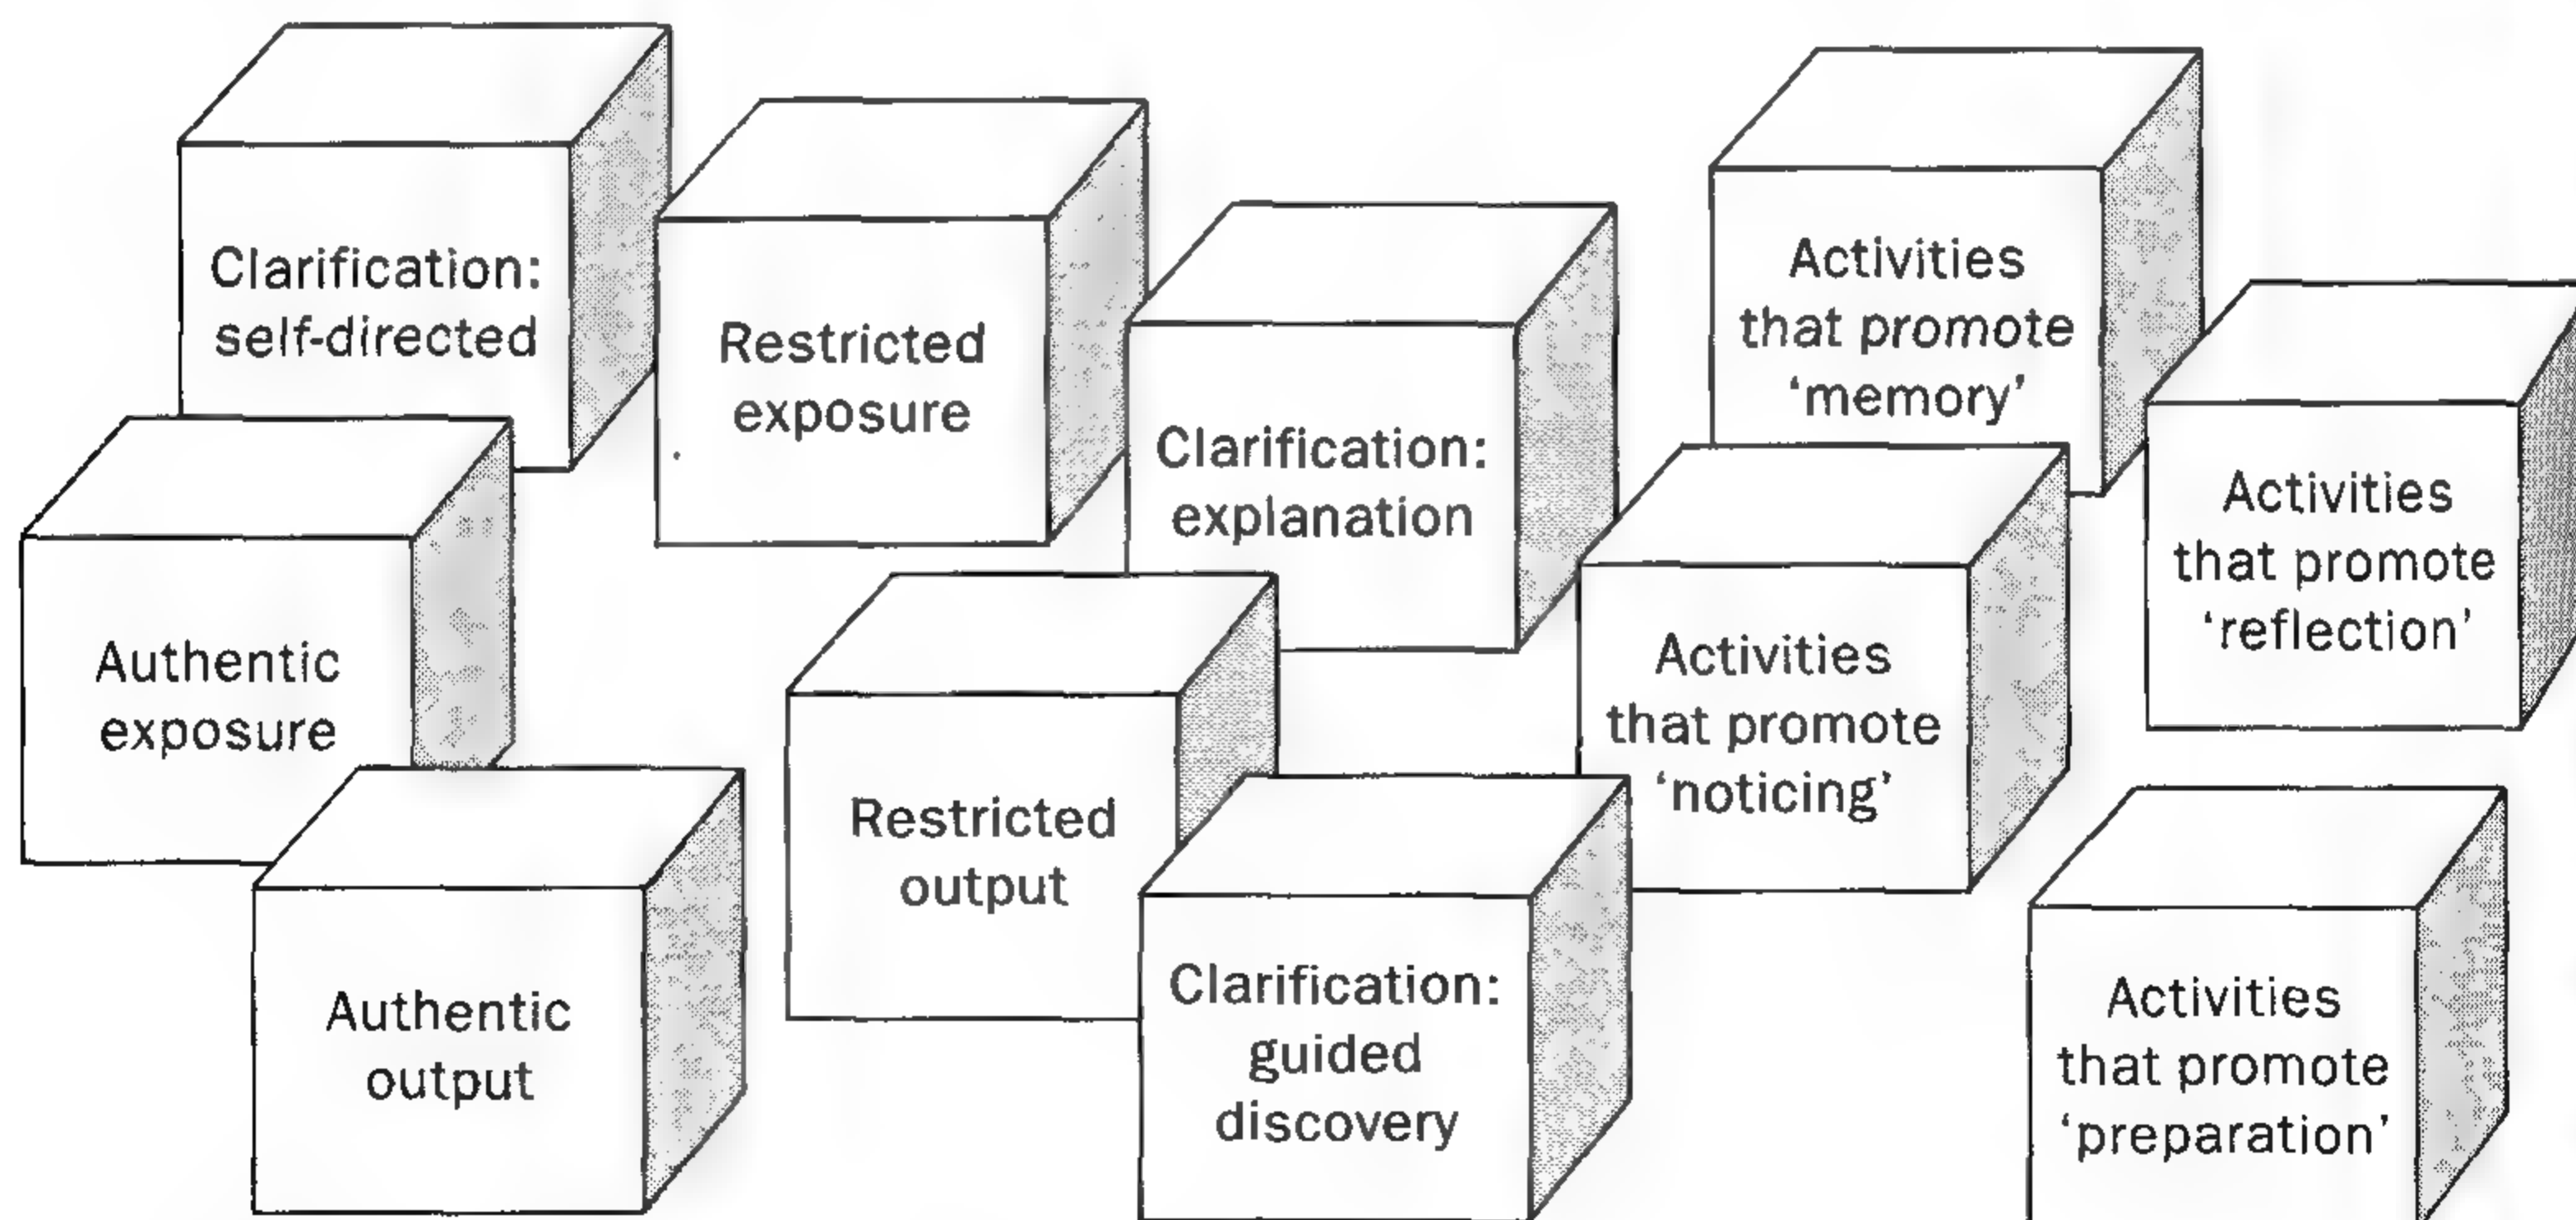 Clarification:
self-directed
Restricted
exposure
Clarification:
explanation
Activities
that promote
‘memory’
Activities
that promote
‘reflection’
Authentic
exposure
Restricted
output
Activities
that promote
‘noticing’
Authentic
output
Clarification:
guided
discovery
Activities
that promote
‘preparation’